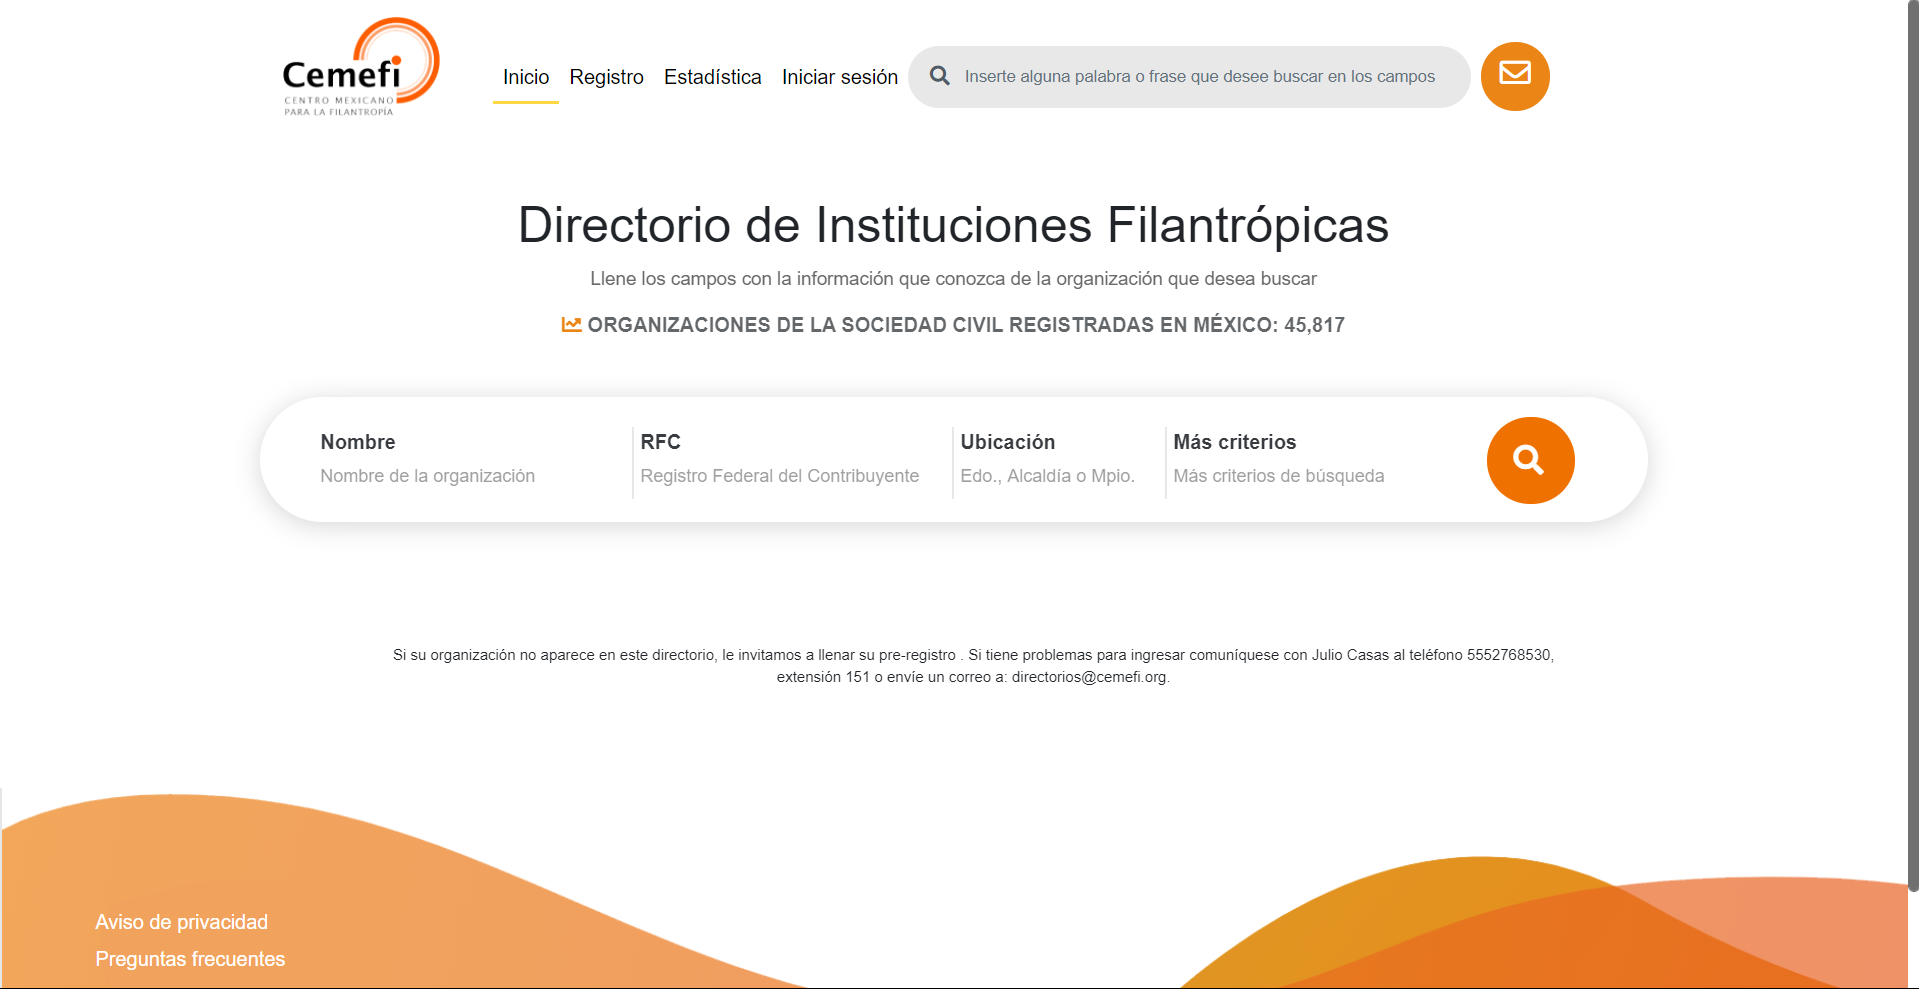 Cemefi
CENTRO MEXICANO
PARA LA FILANTROPÍA
Inicio
Registro
Estadística
Iniciar sesión
Inserte alguna palabra o frase que desee buscar en los campos
Directorio de Instituciones Filantrópicas
Llene los campos con la información que conozca de la organización que desea buscar
ORGANIZACIONES DE LA SOCIEDAD CIVIL REGISTRADAS EN MÉXICO: 45,817
Nombre
Nombre de la organización
RFC
Registro Federal del Contribuyente
Ubicación
Edo., Alcaldía o Mpio.
Más criterios
Más criterios de búsqueda
Si su organización no aparece en este directorio, le invitamos a llenar su pre-registro . Si tiene problemas para ingresar comuníquese con Julio Casas al teléfono 5552768530,
extensión 151 o envíe un correo a: directorios@cemefi.org.
Aviso de privacidad
Preguntas frecuentes